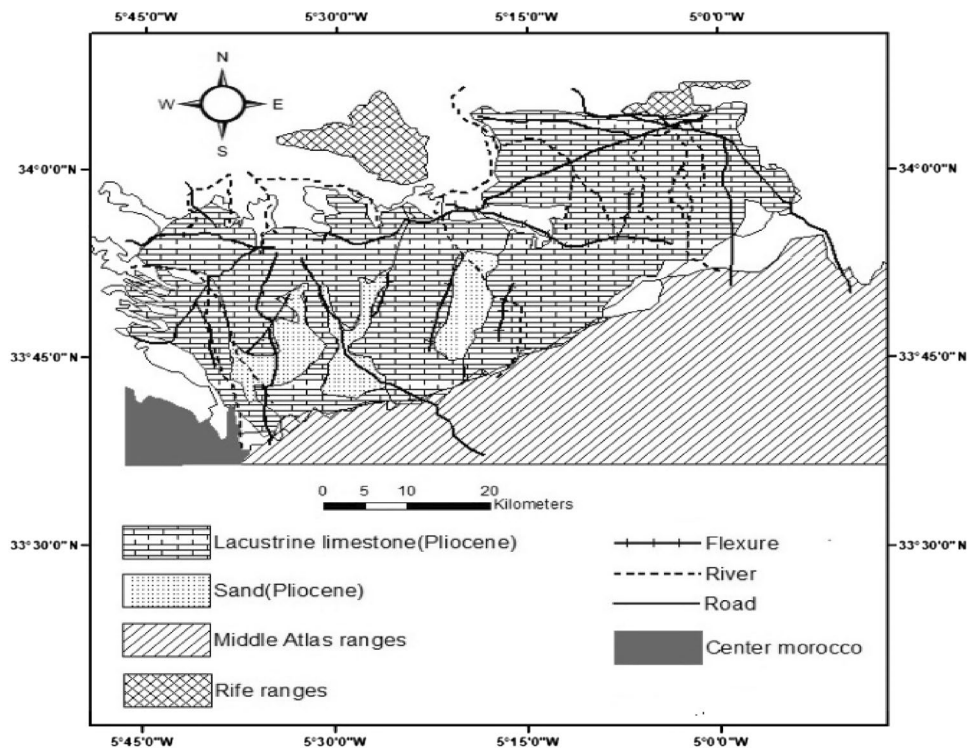 5°45'0"W 5°30'0"W 5°15'0"W 5°0'0"W
N
W E
S
34°0'0"N 34°0'0"N
33°45'0"N 33°45'0"N
0 5 10 20
Kilometers
33°30'0"N 33°30'0"N
Lacustrine limestone(Pliocene)
Sand(Pliocene)
Middle Atlas ranges
Rife ranges
Flexure
River
Road
Center morocco
5°45'0"W 5°30'0"W 5°15'0"W 5°0'0"W